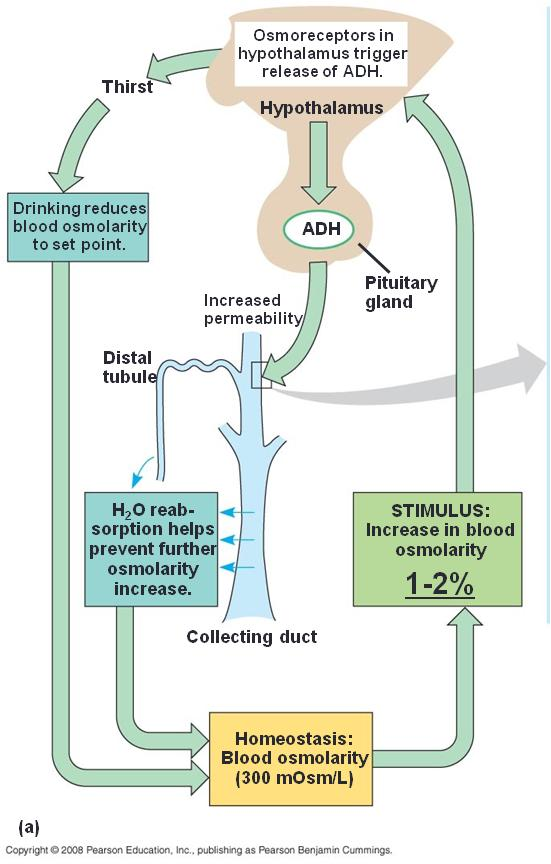 Osmoreceptors in
hypothalamus trigger
release of ADH.
Thirst
Hypothalamus
Drinking reduces
blood osmolarity
to set point.
ADH
Pituitary
gland
Increased
permeability
Distal
tubule
H₂O reab-
sorption helps
prevent further
osmolarity
increase.
STIMULUS:
Increase in blood
osmolarity
1-2%
Collecting duct
Homeostasis:
Blood osmolarity
(300 mOsm/L)
(a)
Copyright © 2008 Pearson Education, Inc., publishing as Pearson Benjamin Cummings.